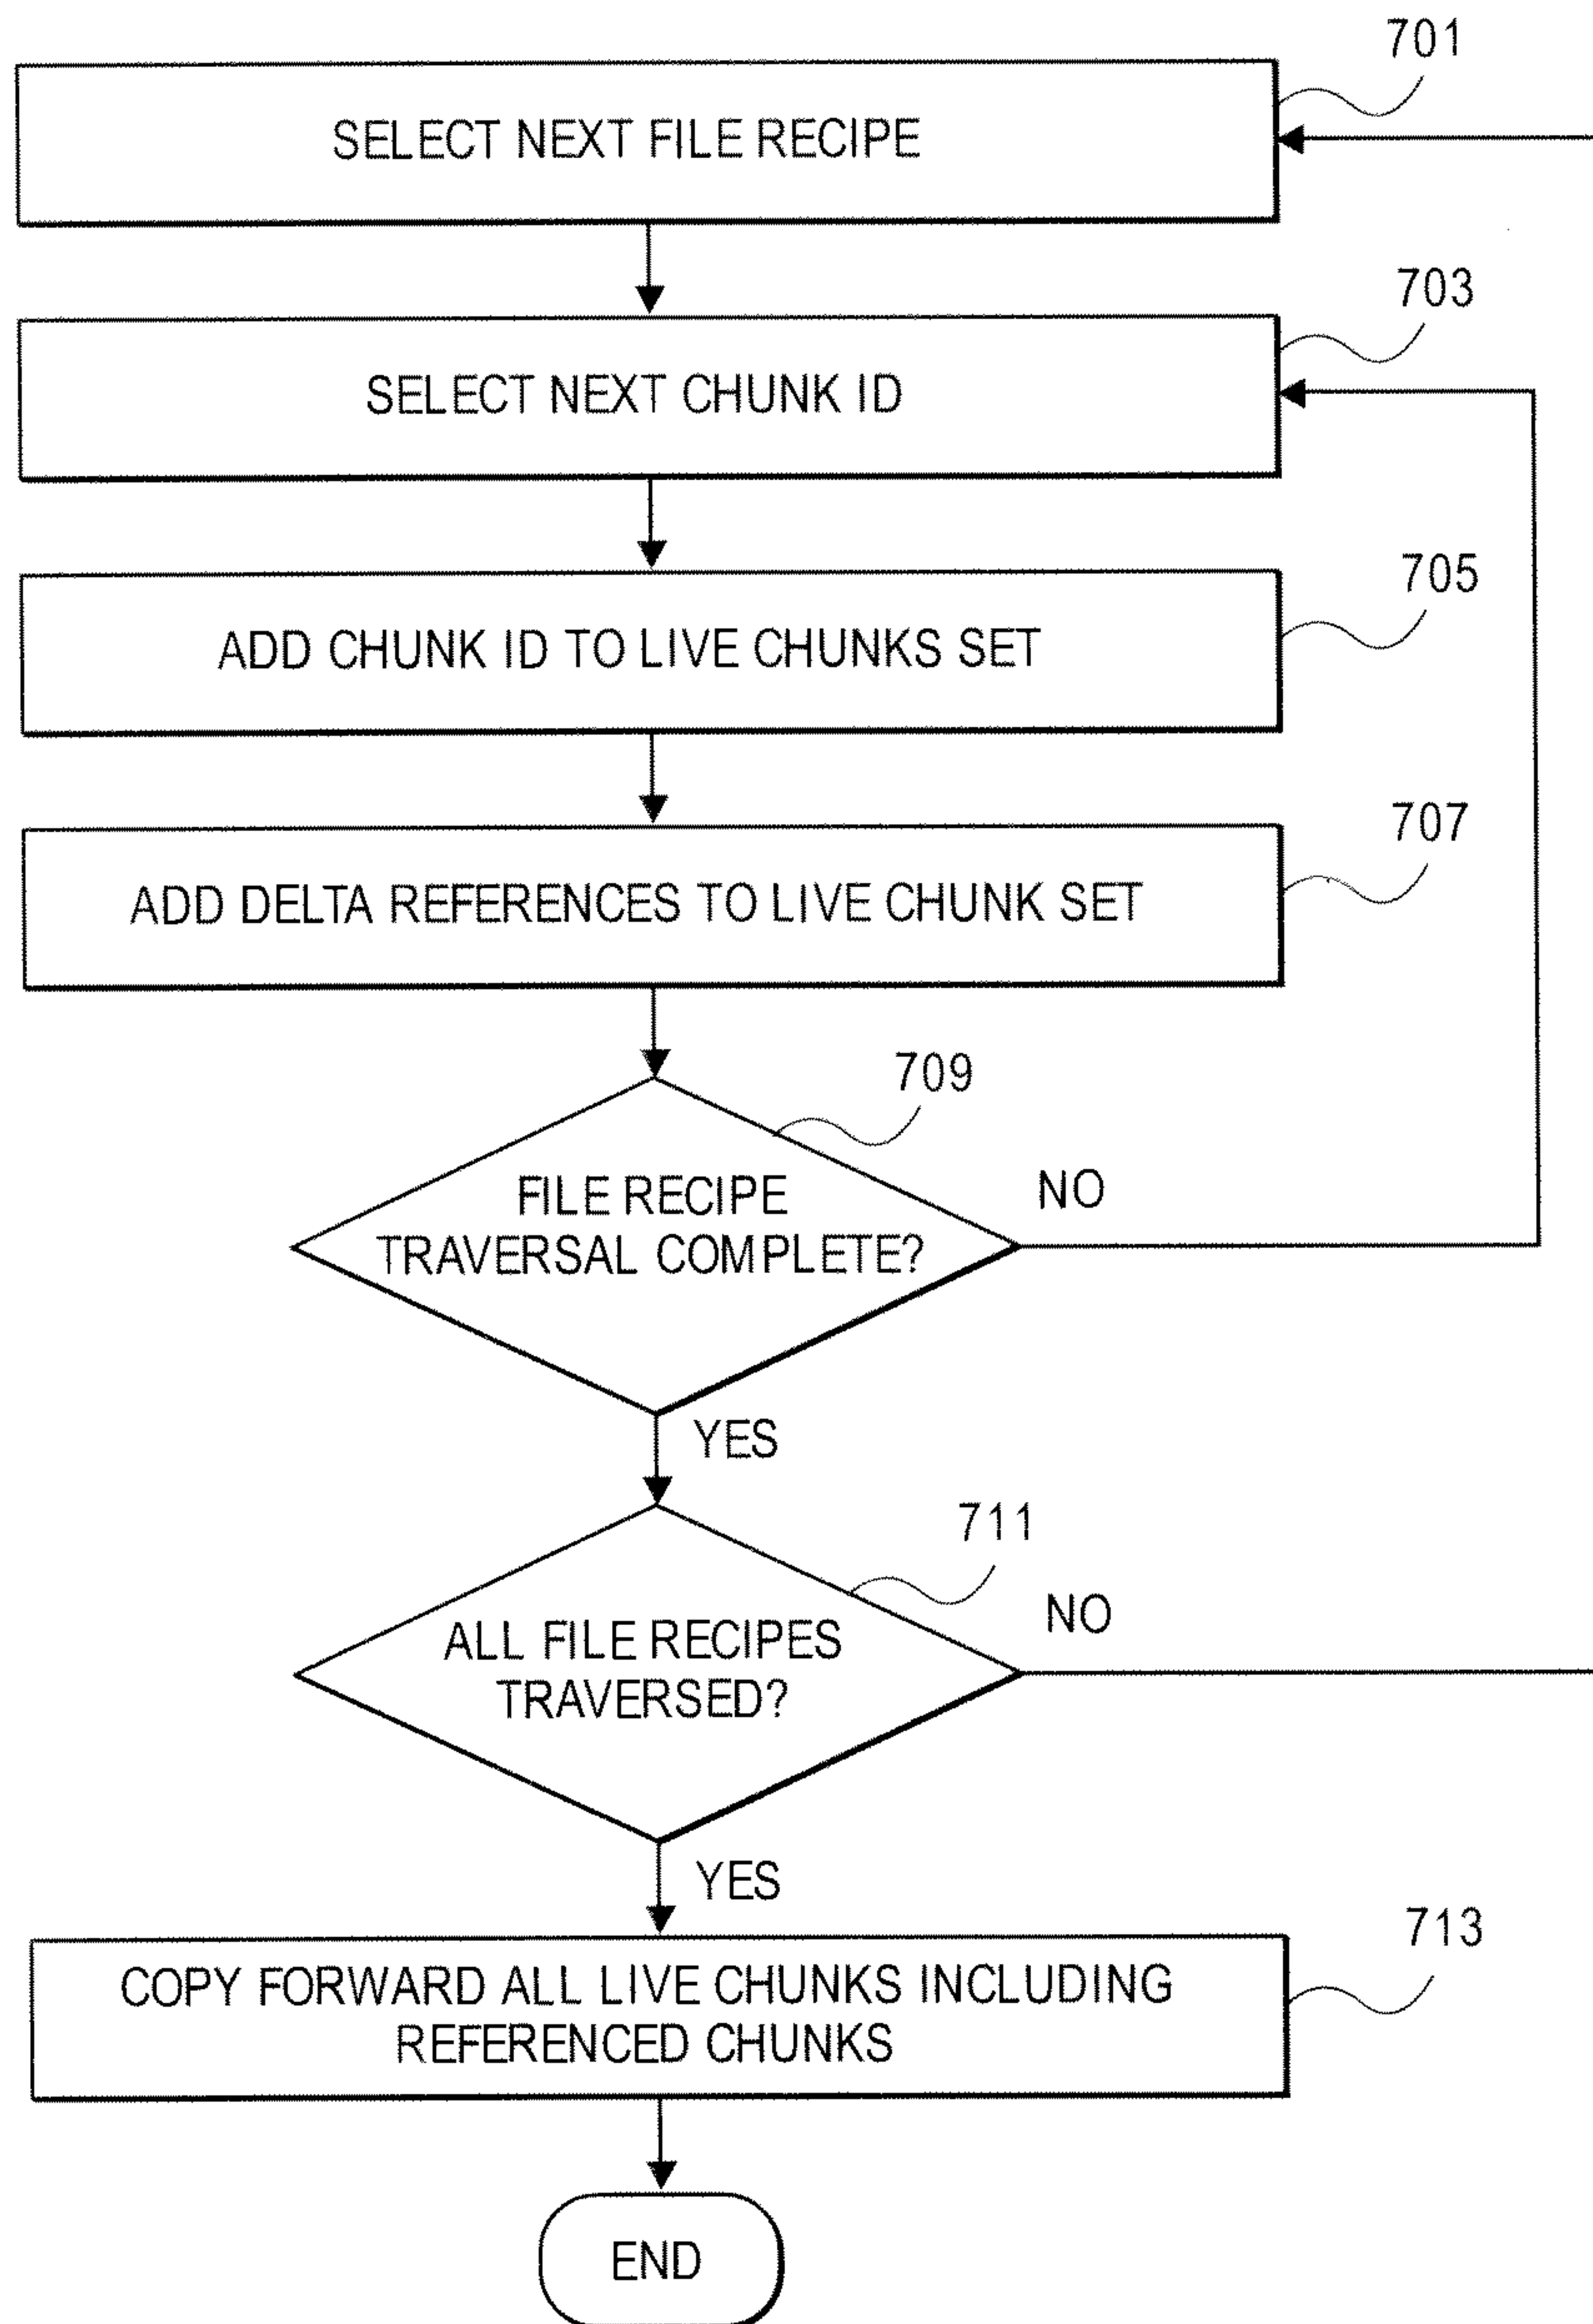 701
SELECT NEXT FILE RECIPE
703
SELECT NEXT CHUNK ID
705
ADD CHUNK ID TO LIVE CHUNKS SET
707
ADD DELTA REFERENCES TO LIVE CHUNK SET
709
FILE RECIPE
TRAVERSAL COMPLETE?
NO
YES
711
ALL FILE RECIPES
TRAVERSED?
NO
YES
713
COPY FORWARD ALL LIVE CHUNKS INCLUDING
REFERENCED CHUNKS
END